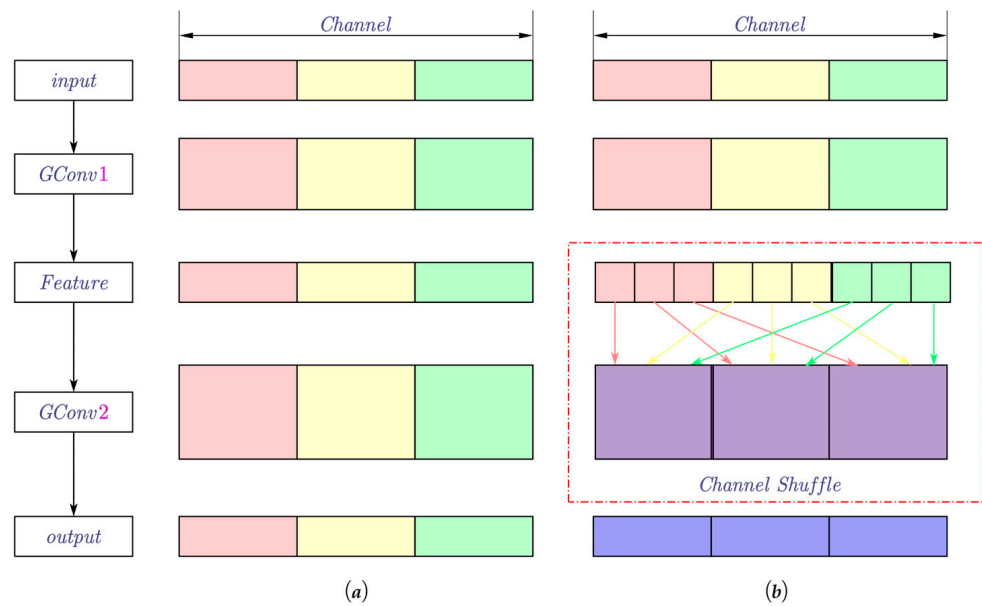 Channel
Channel
input
GConv1
Feature
GConv2
Channel Shuffle
output
(a)
(b)